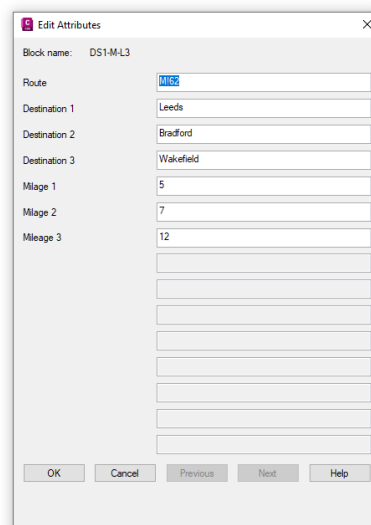 Edit Attributes
Block name: DS1-M-L3
Route M!62
Destination 1 Leeds
Destination 2 Bradford
Destination 3 Wakefield
Milage 1 5
Milage 2 7
Mileage 3 12
OK Cancel Previous Next Help